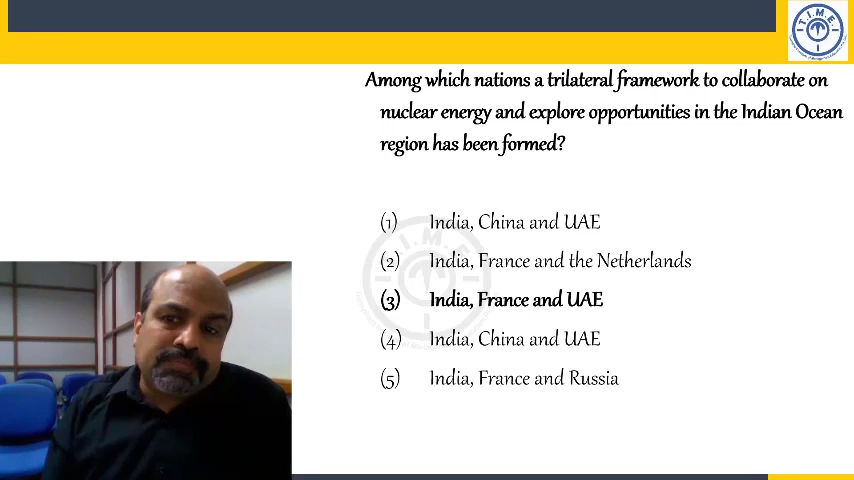 T.I.M.E.
Among which nations a trilateral framework to collaborate on
nuclear energy and explore opportunities in the Indian Ocean
region has been formed?
(1) India, China and UAE
(2) India, France and the Netherlands
(3) India, France and UAE
(4) India, China and UAE
(5) India, France and Russia